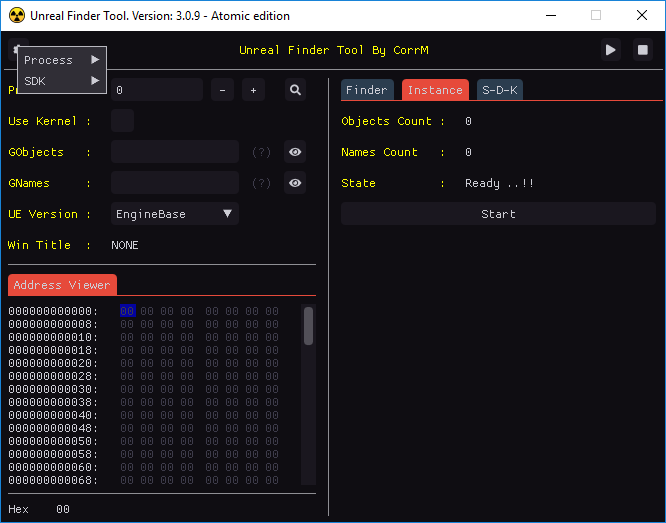 Unreal Finder Tool. Version: 3.0.9 - Atomic edition
Unreal Finder Tool By CorrM
Process
SDK
0 - +
Use Kernel :
GObjects : (?)
GNames : (?)
UE Version : EngineBase
Win Title : NONE
Address Viewer
000000000000: 00 00 00 00 00 00 00 00
000000000008: 00 00 00 00 00 00 00 00
000000000010: 00 00 00 00 00 00 00 00
000000000018: 00 00 00 00 00 00 00 00
000000000020: 00 00 00 00 00 00 00 00
000000000028: 00 00 00 00 00 00 00 00
000000000030: 00 00 00 00 00 00 00 00
000000000038: 00 00 00 00 00 00 00 00
000000000040: 00 00 00 00 00 00 00 00
000000000048: 00 00 00 00 00 00 00 00
000000000050: 00 00 00 00 00 00 00 00
000000000058: 00 00 00 00 00 00 00 00
000000000060: 00 00 00 00 00 00 00 00
000000000068: 00 00 00 00 00 00 00 00
Hex 00
Finder Instance S-D-K
Objects Count : 0
Names Count : 0
State : Ready ..!!
Start